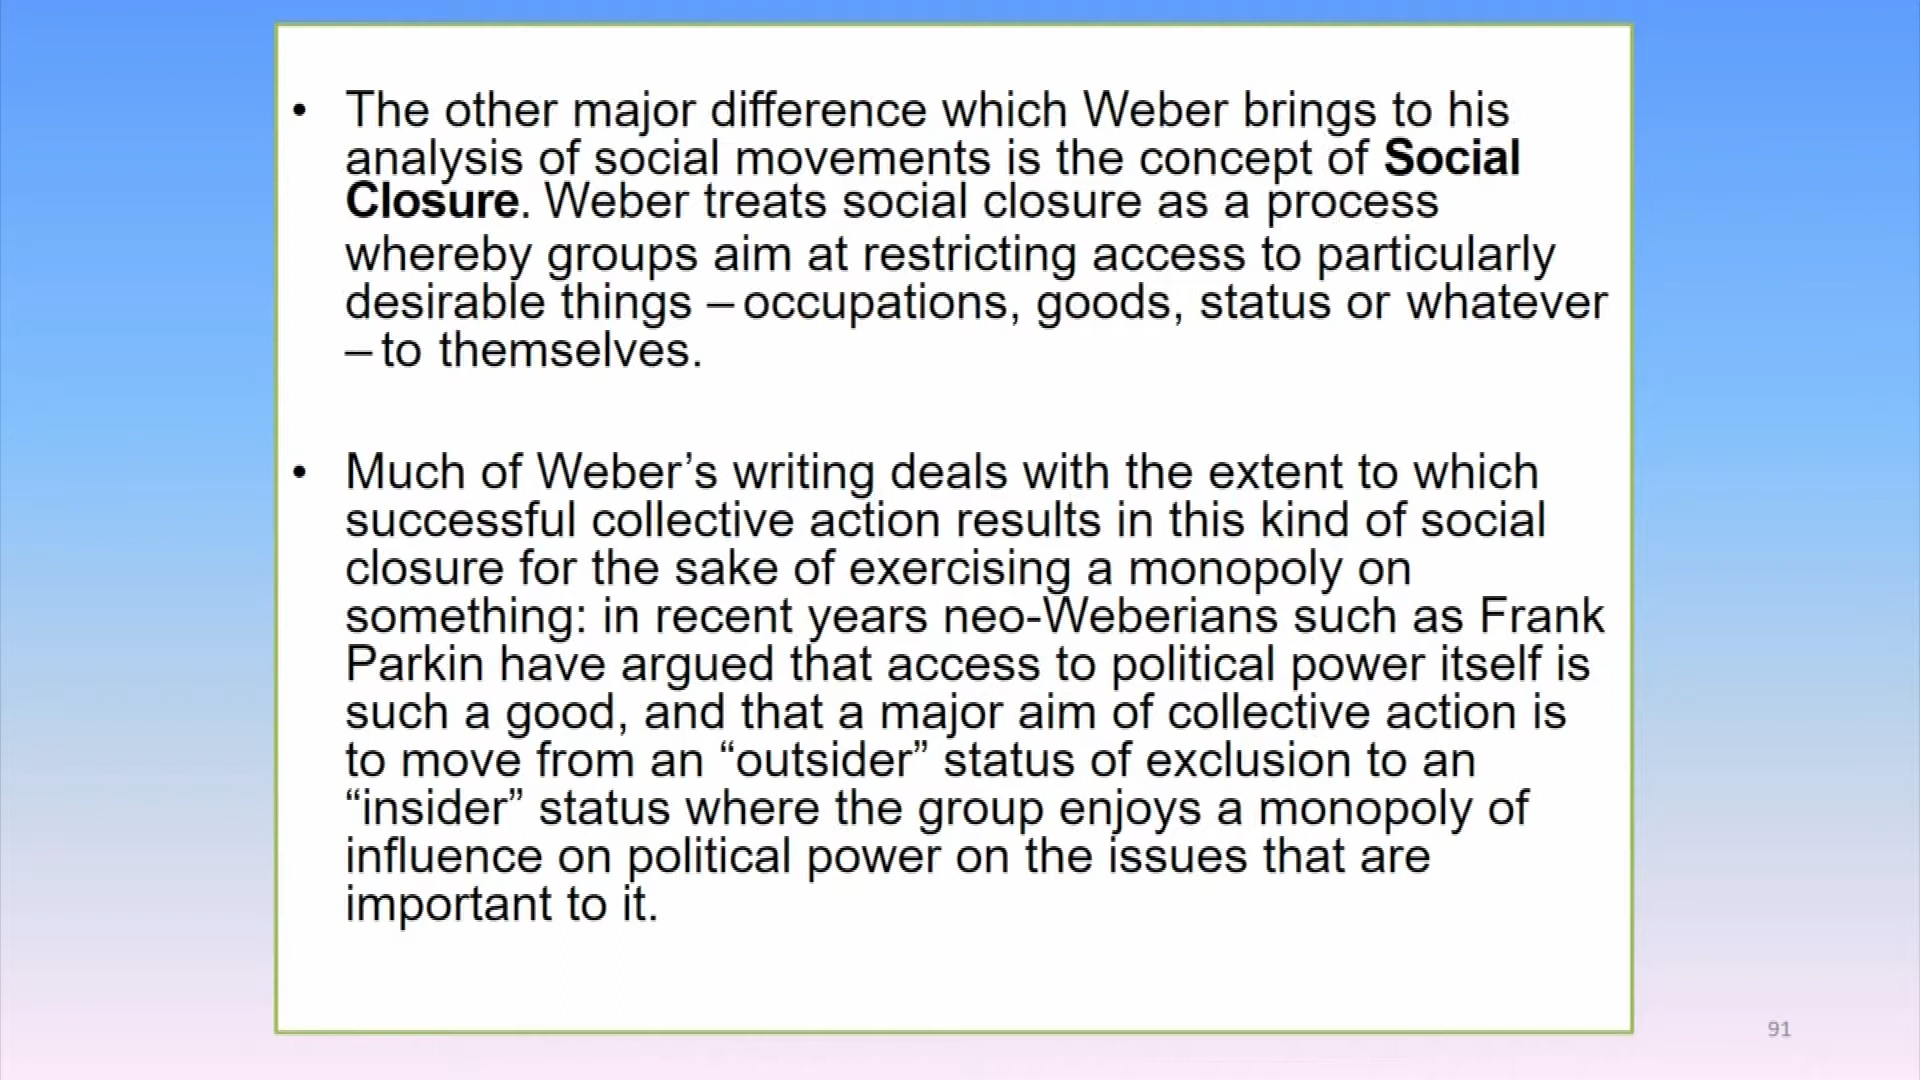 • The other major difference which Weber brings to his
analysis of social movements is the concept of Social
Closure. Weber treats social closure as a process
whereby groups aim at restricting access to particularly
desirable things – occupations, goods, status or whatever
– to themselves.
• Much of Weber’s writing deals with the extent to which
successful collective action results in this kind of social
closure for the sake of exercising a monopoly on
something: in recent years neo-Weberians such as Frank
Parkin have argued that access to political power itself is
such a good, and that a major aim of collective action is
to move from an “outsider” status of exclusion to an
“insider” status where the group enjoys a monopoly of
influence on political power on the issues that are
important to it.
91